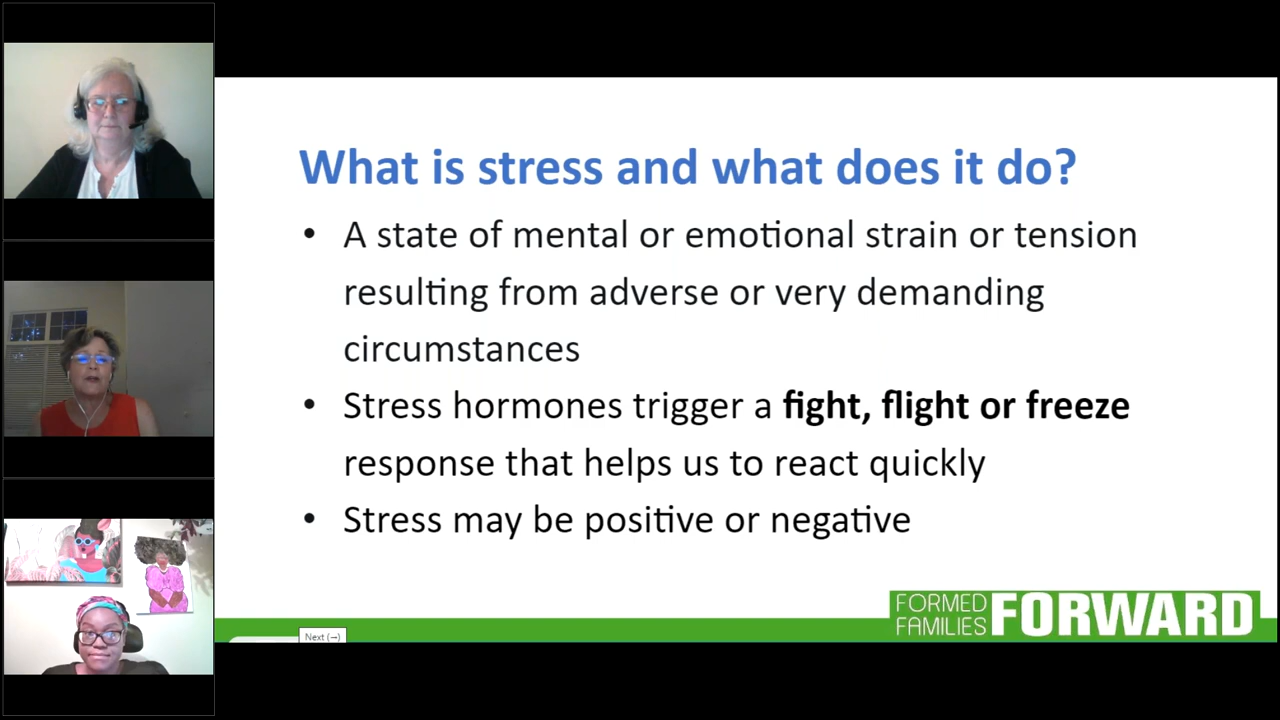 What is stress and what does it do?
• A state of mental or emotional strain or tension
resulting from adverse or very demanding
circumstances
• Stress hormones trigger a fight, flight or freeze
response that helps us to react quickly
• Stress may be positive or negative
FORMED
FAMILIES
FORWARD
Next (→)